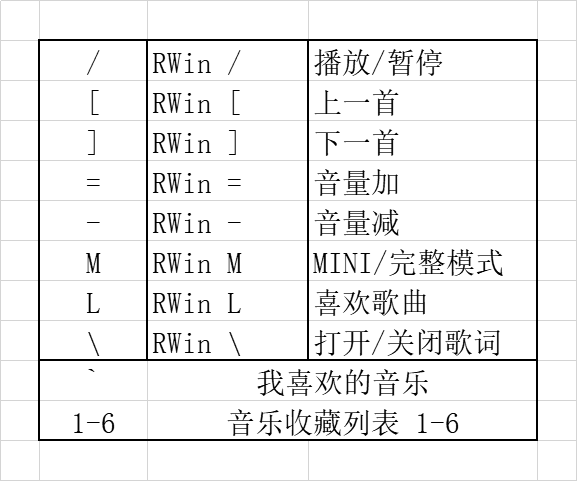 / RWin / 播放/暂停
[ RWin [ 上一首
] RWin ] 下一首
= RWin = 音量加
- RWin - 音量减
M RWin M MINI/完整模式
L RWin L 喜欢歌曲
\ RWin \ 打开/关闭歌词
` 我喜欢的音乐
1-6 音乐收藏列表 1-6